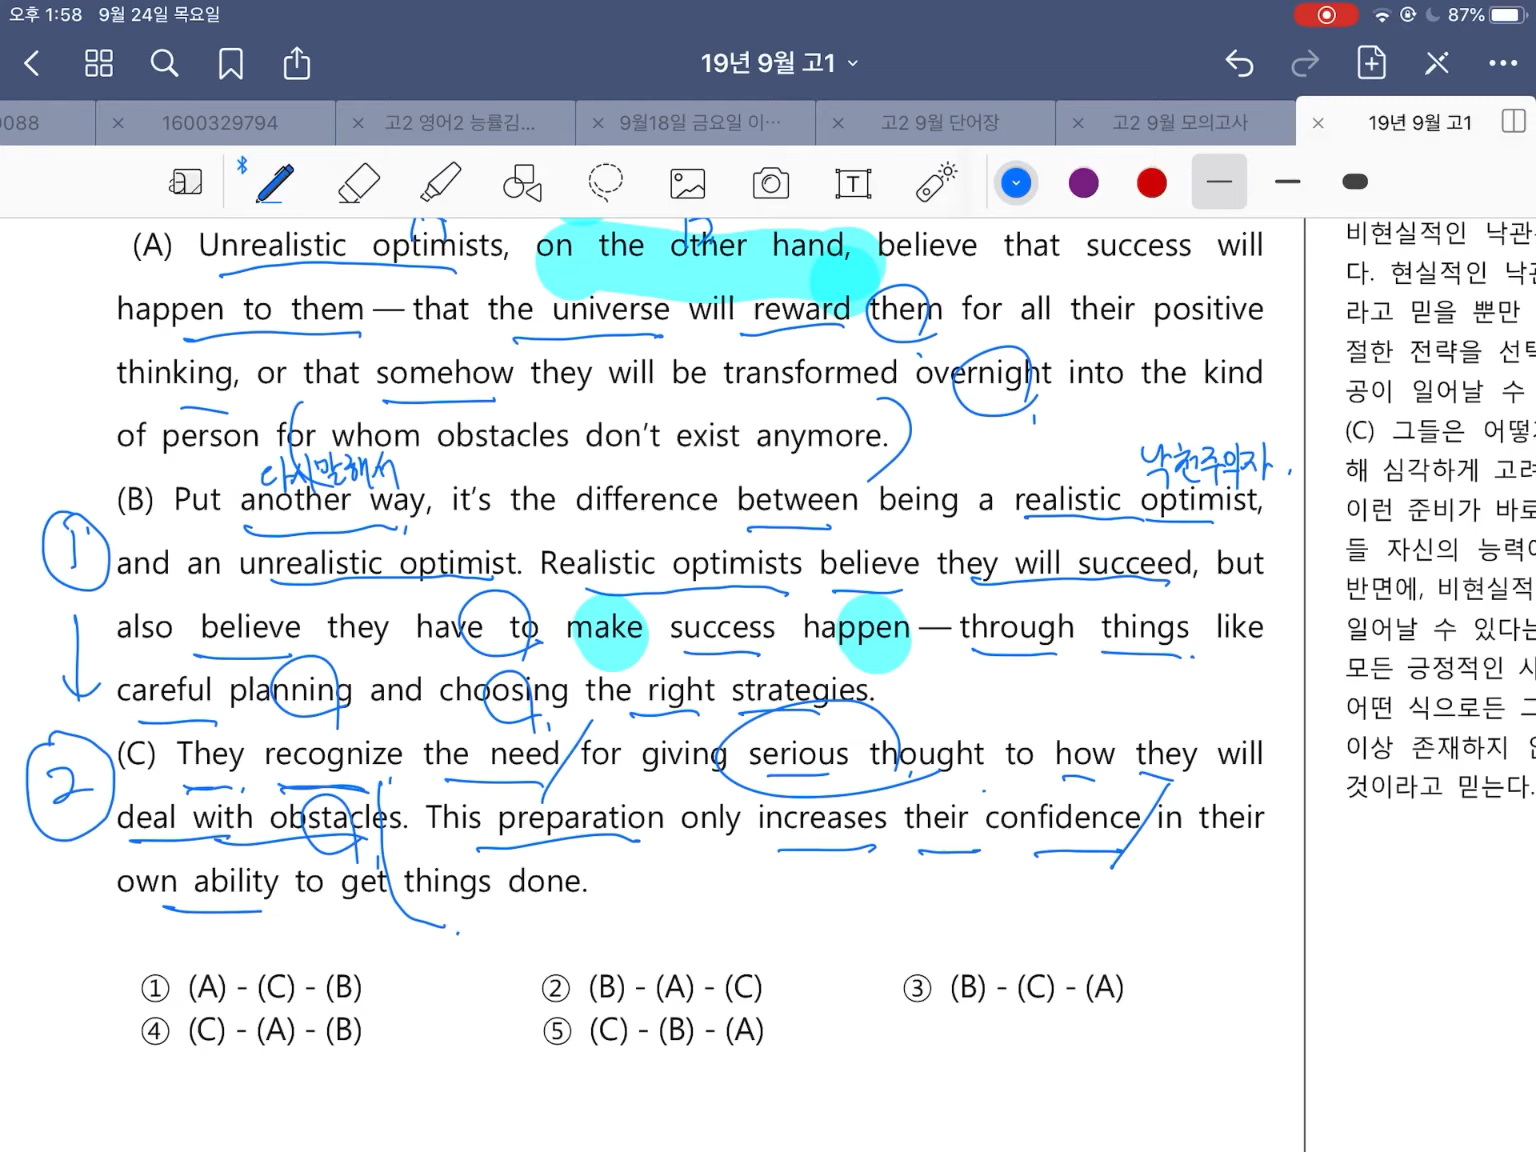 오후 1:58 9월 24일 목요일 87%
19년 9월 고1
0088 × 1600329794 × 고2 영어2 능률김... × 9월18일 금요일 이... × 고2 9월 단어장 × 고2 9월 모의고사 × 19년 9월 고1
(A) Unrealistic optimists, on the other hand, believe that success will
happen to them — that the universe will reward them for all their positive
thinking, or that somehow they will be transformed overnight into the kind
of person for whom obstacles don't exist anymore.
다시말해서 낙천주의자.
(B) Put another way, it's the difference between being a realistic optimist,
1
and an unrealistic optimist. Realistic optimists believe they will succeed, but
also believe they have to make success happen — through things like
careful planning and choosing the right strategies.
2
(C) They recognize the need for giving serious thought to how they will
deal with obstacles. This preparation only increases their confidence in their
own ability to get things done.
① (A) - (C) - (B) ② (B) - (A) - (C) ③ (B) - (C) - (A)
④ (C) - (A) - (B) ⑤ (C) - (B) - (A)
비현실적인
다. 현실적인
라고 믿을 뿐만
절한 전략을
공이 일어날 수
(C) 그들은
해 심각하게
이런 준비가
들 자신의
반면에,
일어날 수
모든 긍정적인
어떤 식으로든
이상 존재하지
것이라고 믿는다.